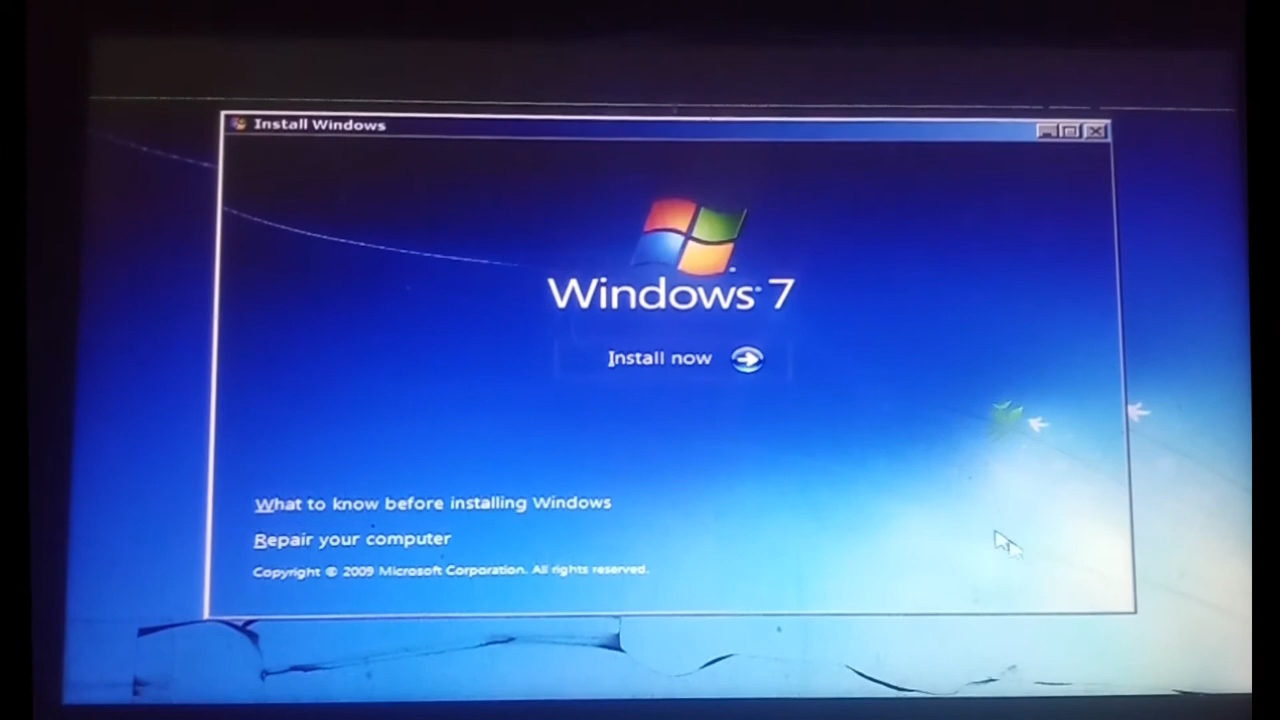 Install Windows
Windows® 7
Install now
What to know before installing Windows
Repair your computer
Copyright © 2009 Microsoft Corporation. All rights reserved.